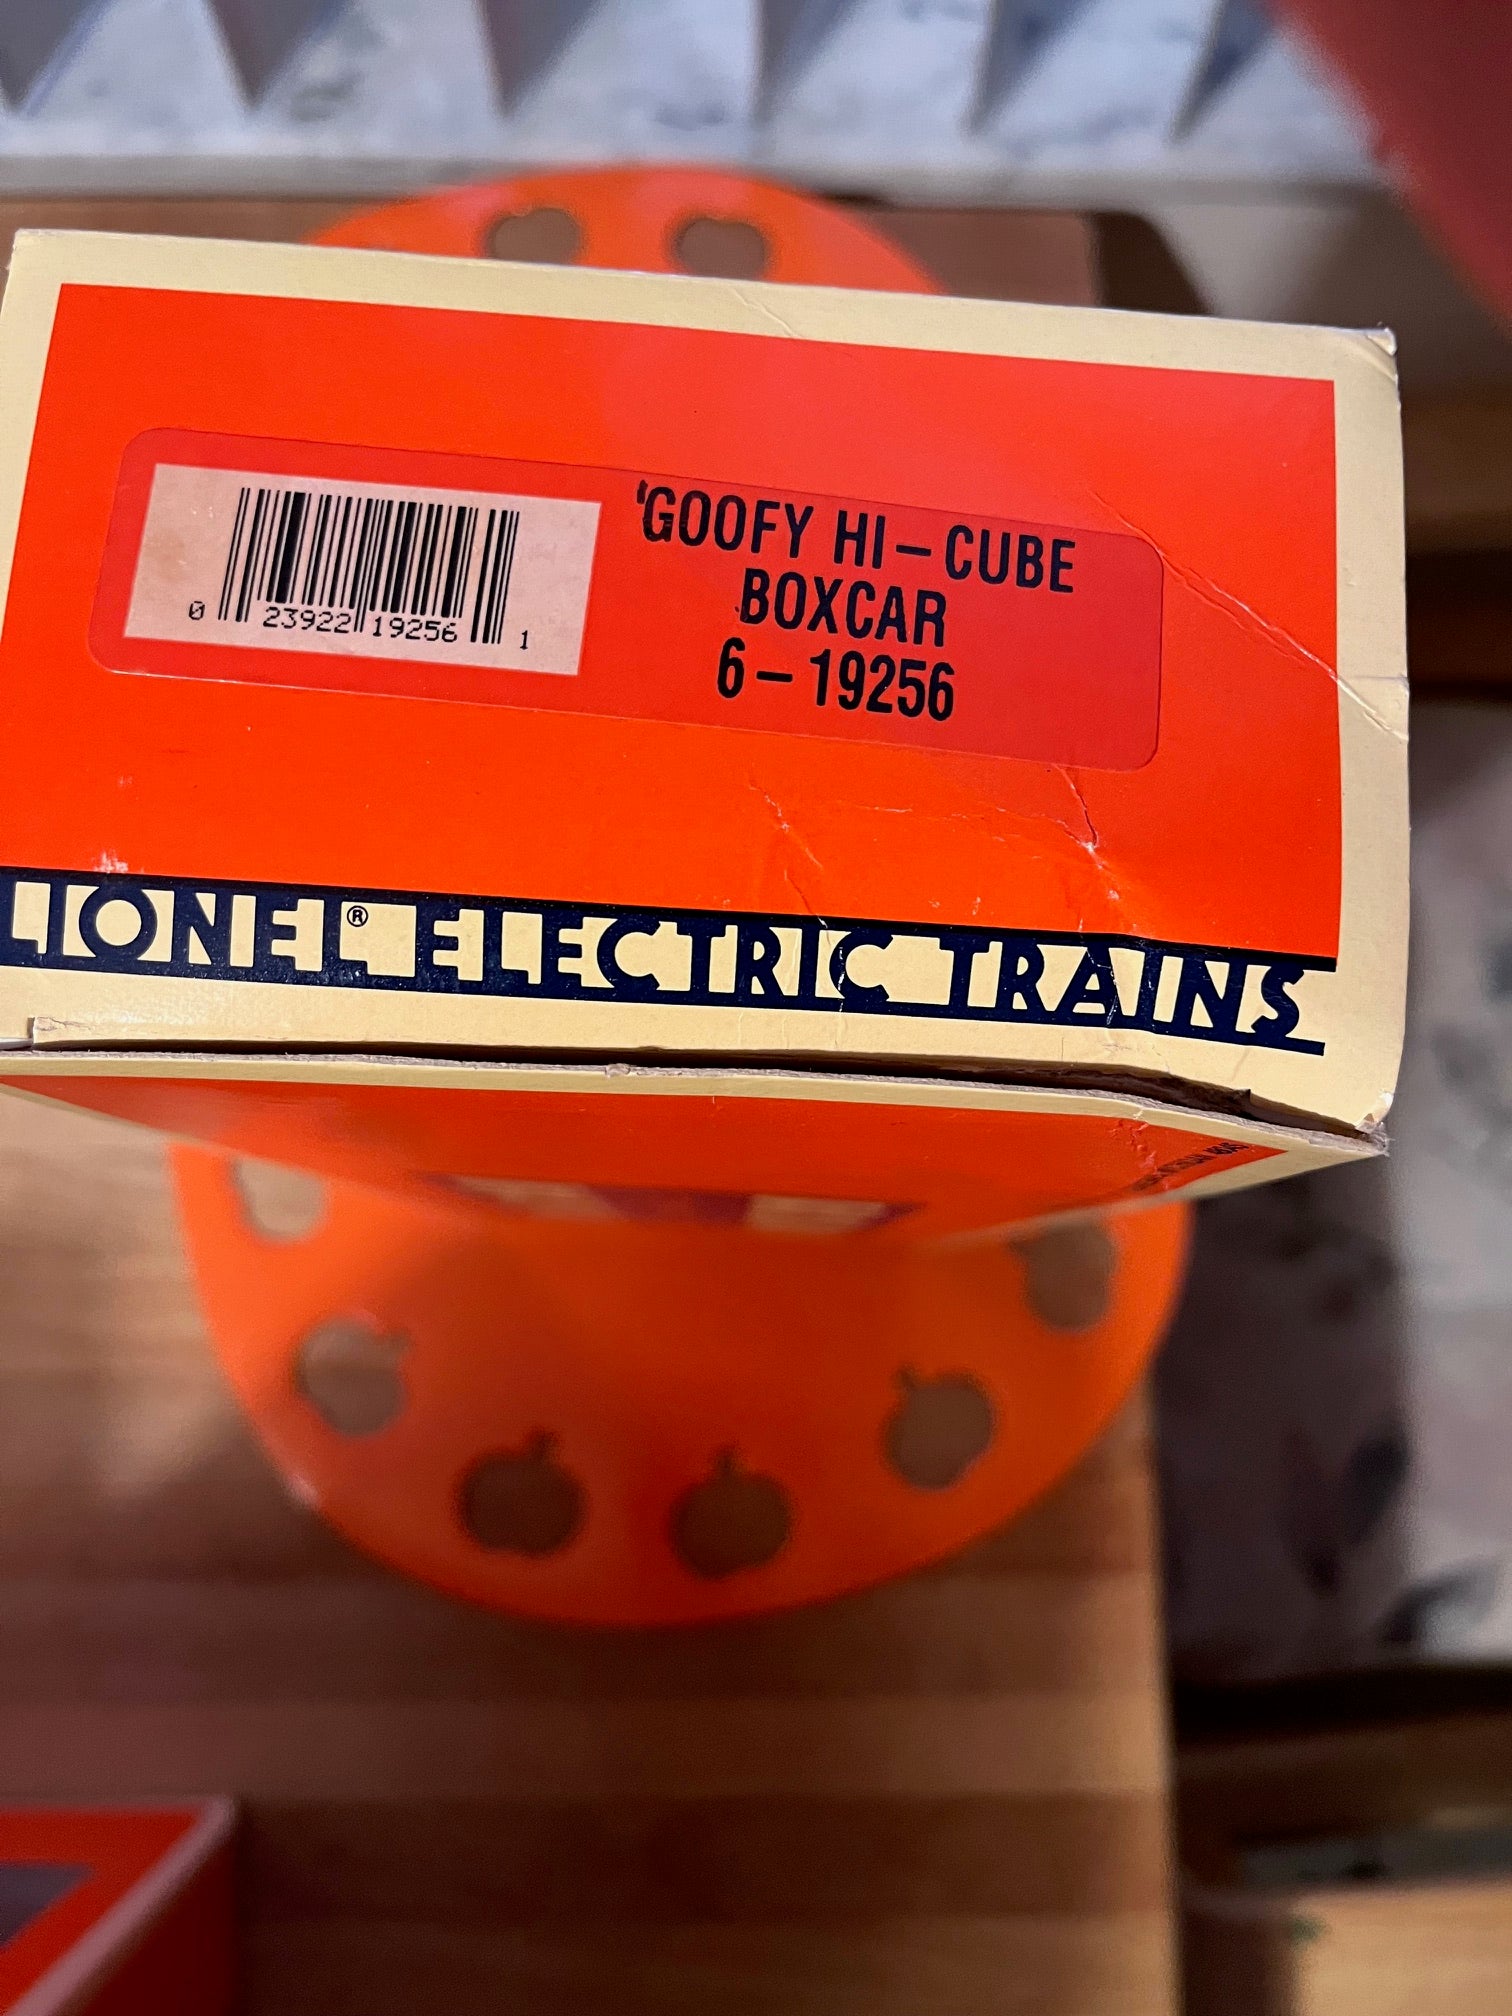 'GOOFY HI-CUBE
BOXCAR
6-19256
0 23922 19256 1
LIONEL® ELECTRIC TRAINS